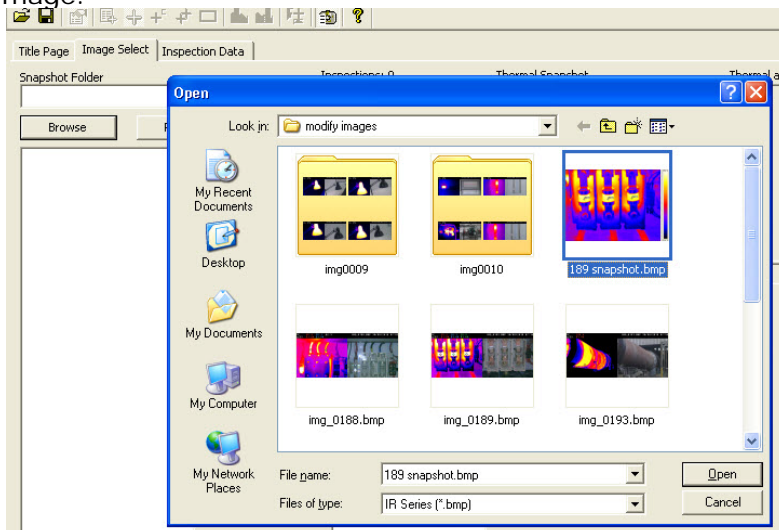 image.
Title Page Image Select Inspection Data
Snapshot Folder Inspections: 0 Thermal Snapshot
Open
Browse
Look in: modify images
My Recent
Documents
Desktop
My Documents
My Computer
My Network
Places
img0009 img0010 189 snapshot.bmp
img_0188.bmp img_0189.bmp img_0193.bmp
File name: 189 snapshot.bmp Open
Files of type: IR Series (*.bmp) Cancel